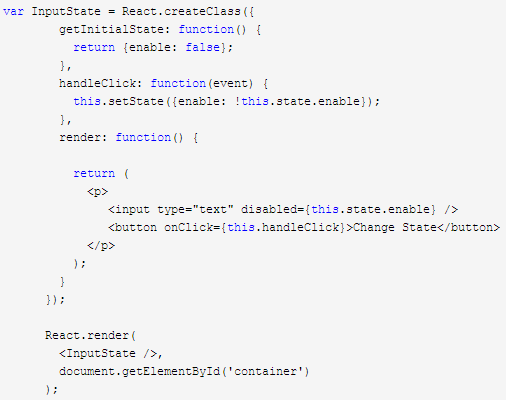 var InputState = React.createClass({
        getInitialState: function() {
          return {enable: false};
        },
        handleClick: function(event) {
          this.setState({enable: !this.state.enable});
        },
        render: function() {

          return (
            <p>
               <input type="text" disabled={this.state.enable} />
               <button onClick={this.handleClick}>Change State</button>
            </p>
          );
        }
      });

      React.render(
        <InputState />,
        document.getElementById('container')
      );